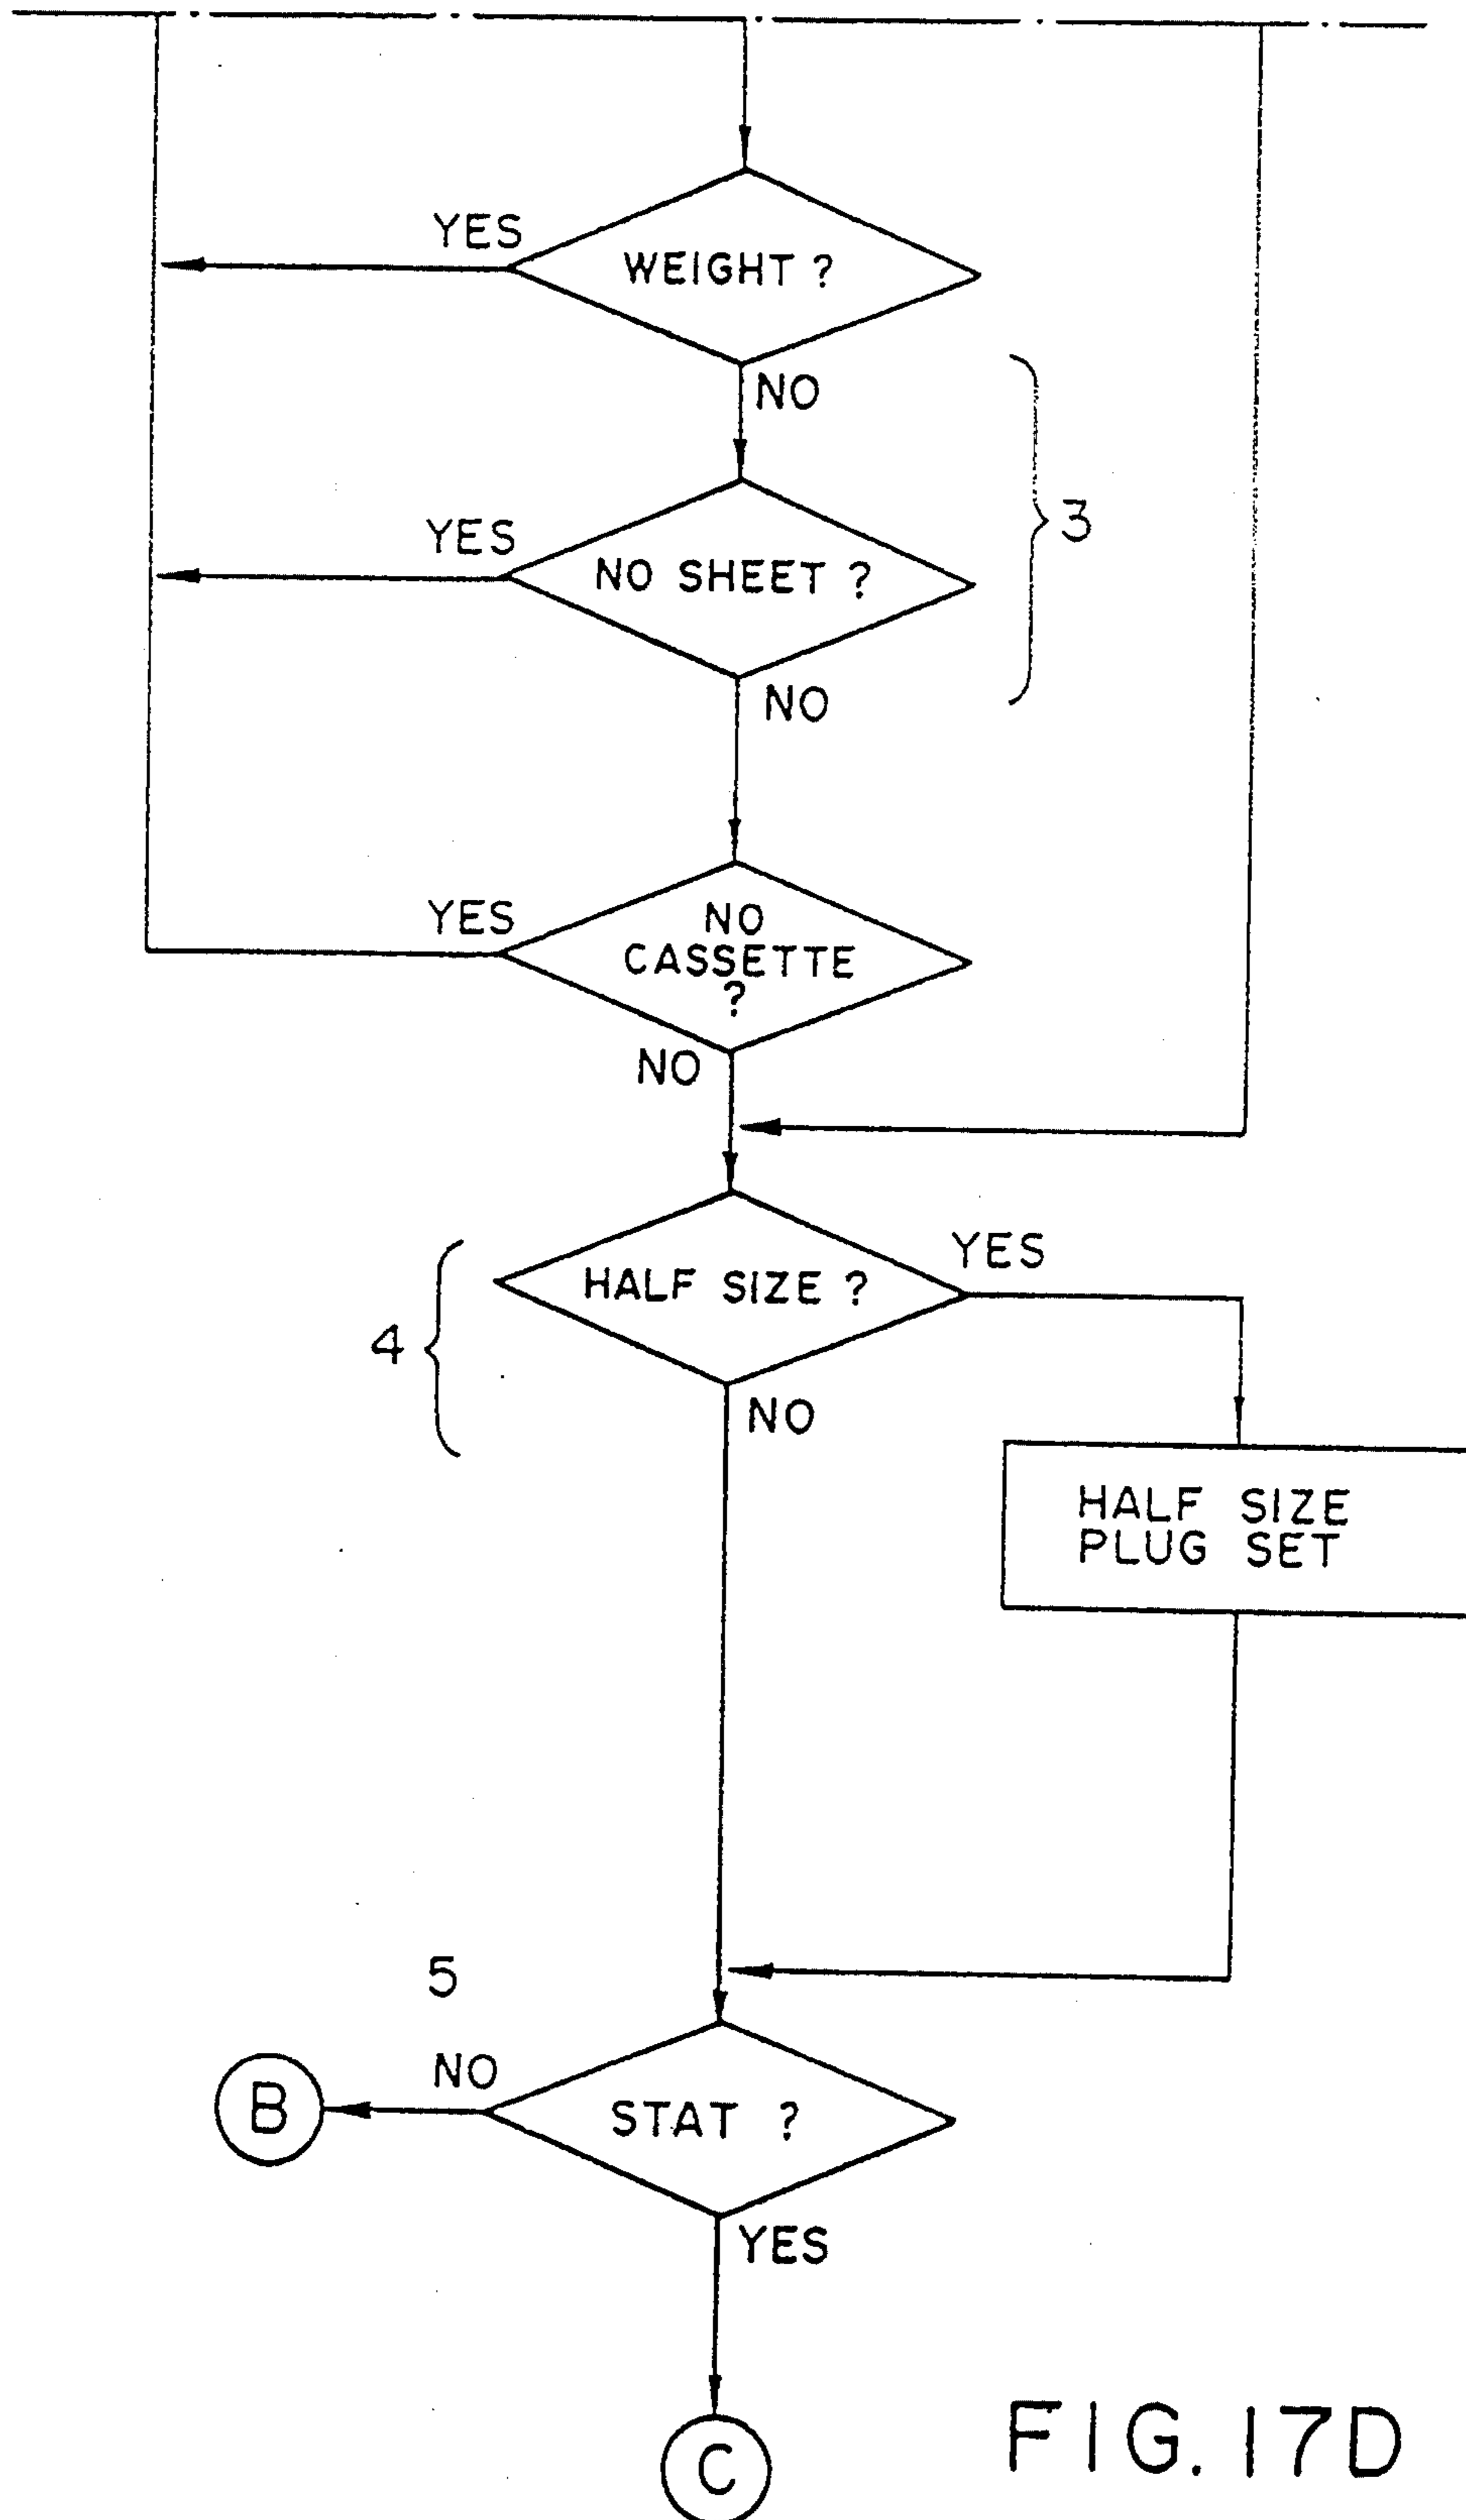 YES
WEIGHT ?
NO
3
YES
NO SHEET ?
NO
YES
NO
CASSETTE
?
NO
YES
HALF SIZE ?
4
NO
HALF SIZE
PLUG SET
5
NO
B
STAT ?
YES
C
FIG. 17D